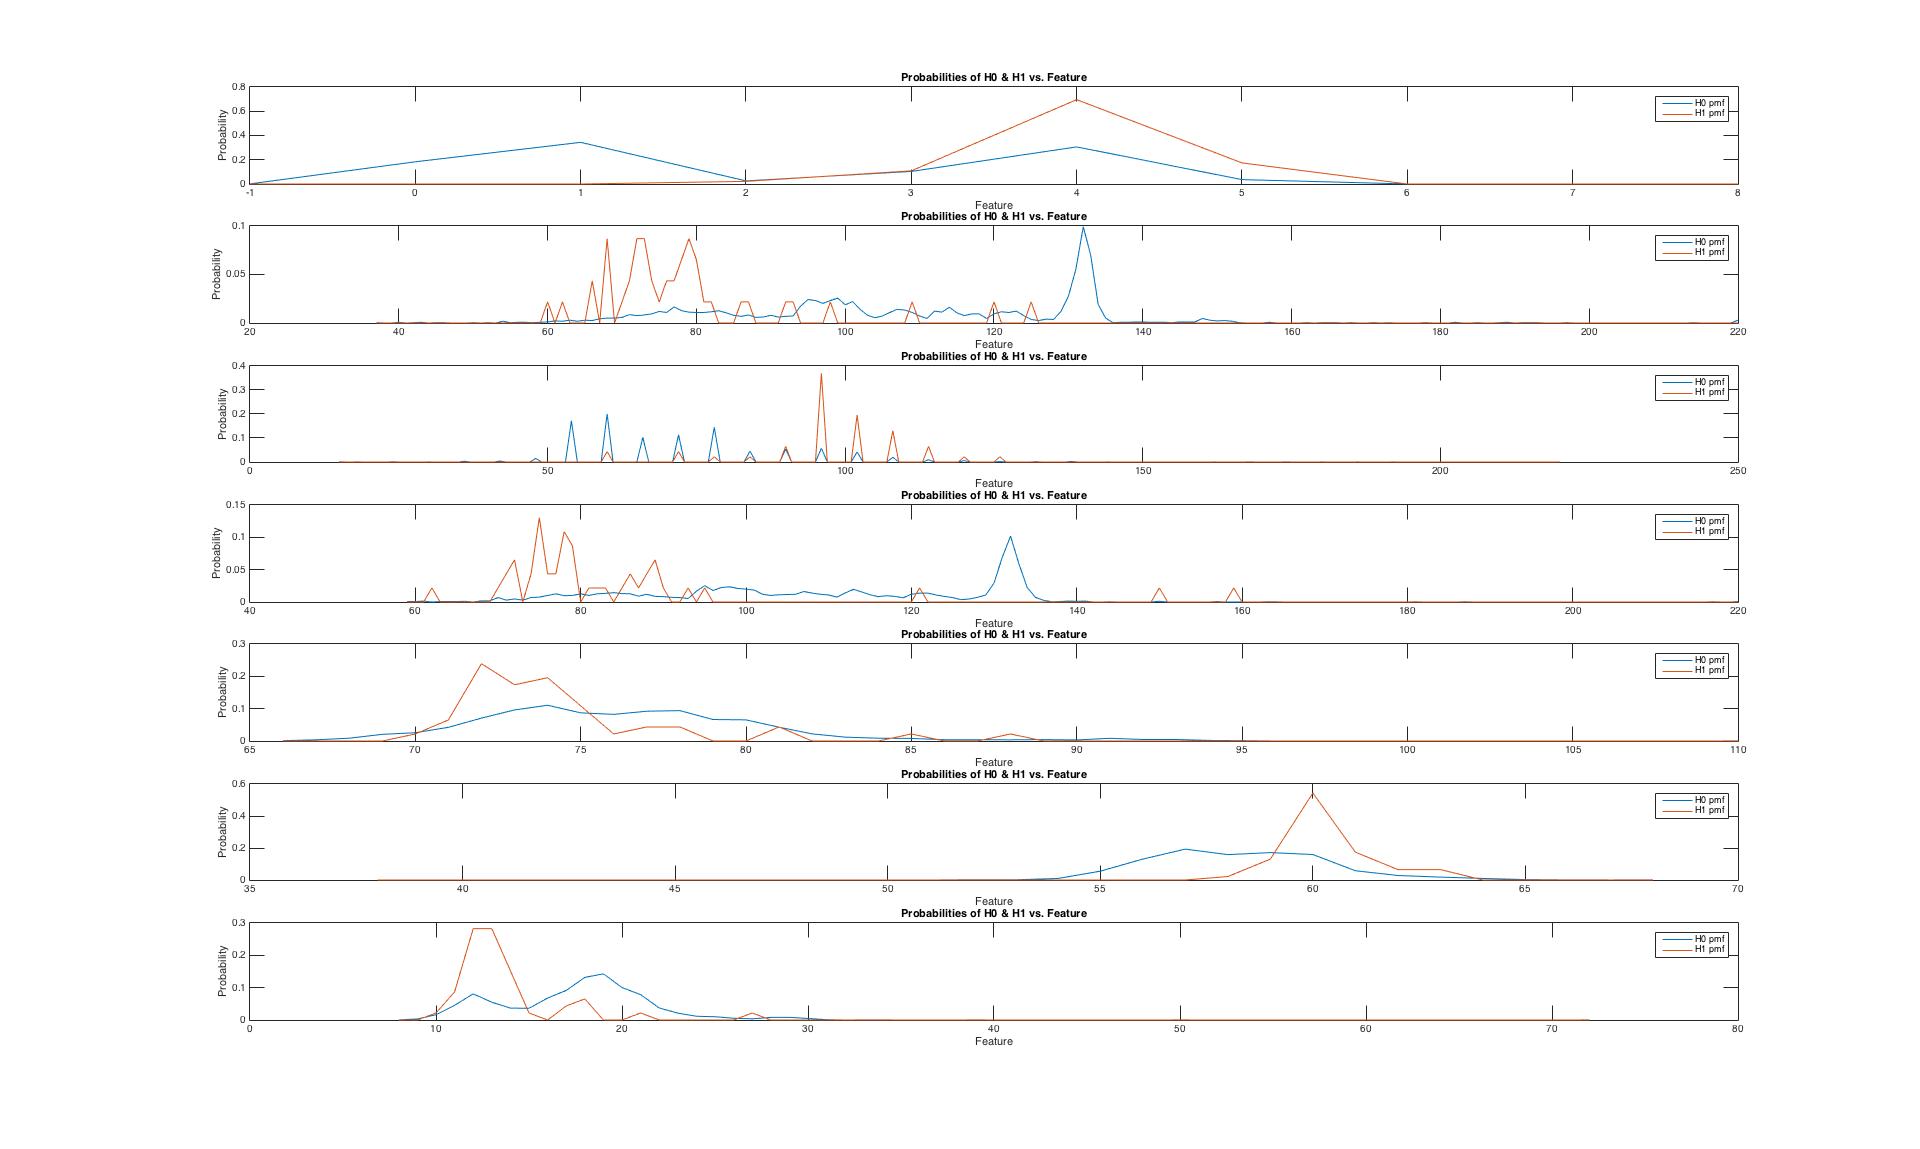 Probabilities of H0 & H1 vs. Feature
0.8
0.6
0.4
0.2
0
Probability
H0 pmf
H1 pmf
-1 0 1 2 3 4 5 6 7 8
Feature
Probabilities of H0 & H1 vs. Feature
0.1
0.05
0
Probability
H0 pmf
H1 pmf
20 40 60 80 100 120 140 160 180 200 220
Feature
Probabilities of H0 & H1 vs. Feature
0.4
0.3
0.2
0.1
0
Probability
H0 pmf
H1 pmf
0 50 100 150 200 250
Feature
Probabilities of H0 & H1 vs. Feature
0.15
0.1
0.05
0
Probability
H0 pmf
H1 pmf
40 60 80 100 120 140 160 180 200 220
Feature
Probabilities of H0 & H1 vs. Feature
0.3
0.2
0.1
0
Probability
H0 pmf
H1 pmf
65 70 75 80 85 90 95 100 105 110
Feature
Probabilities of H0 & H1 vs. Feature
0.6
0.4
0.2
0
Probability
H0 pmf
H1 pmf
35 40 45 50 55 60 65 70
Feature
Probabilities of H0 & H1 vs. Feature
0.3
0.2
0.1
0
Probability
H0 pmf
H1 pmf
0 10 20 30 40 50 60 70 80
Feature